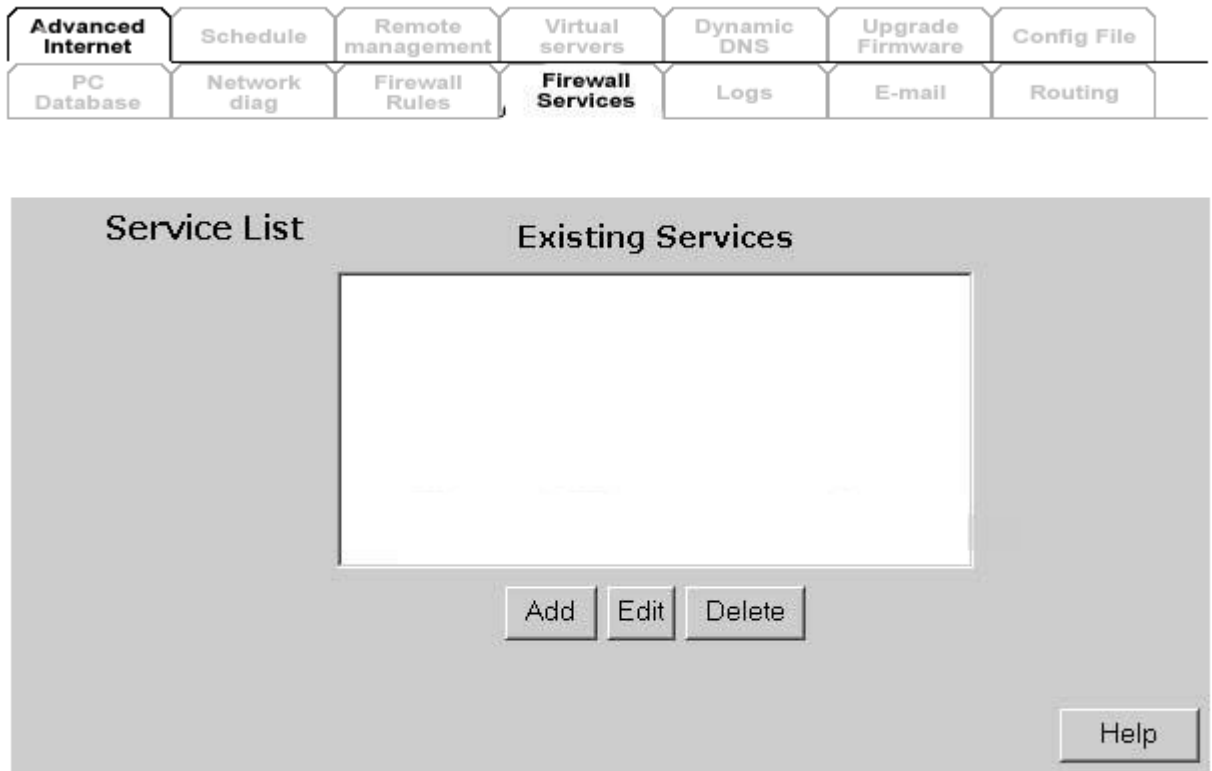 Advanced Internet
Schedule
Remote management
Virtual servers
Dynamic DNS
Upgrade Firmware
Config File
PC Database
Network diag
Firewall Rules
Firewall Services
Logs
E-mail
Routing
Service List
Existing Services
Add
Edit
Delete
Help